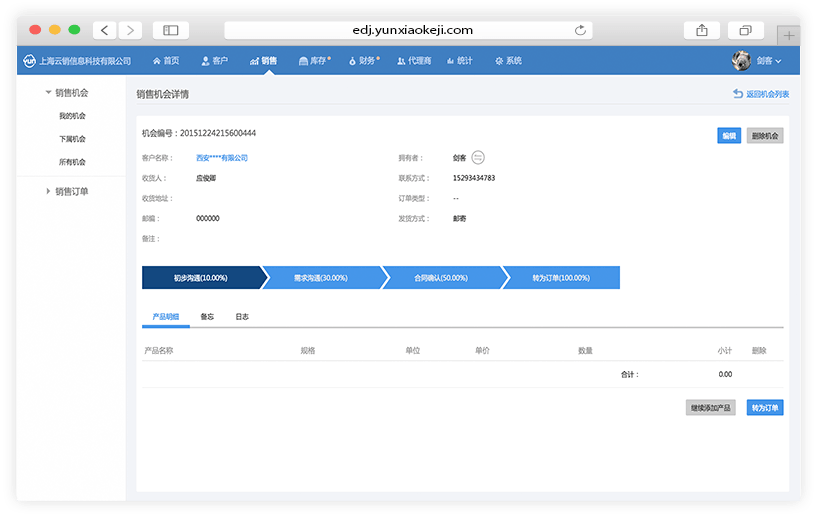 edj.yunxiaokeji.com
yun 上海云销信息科技有限公司 首页 客户 销售 库存 财务 代理商 统计 系统 剑客
销售机会
我的机会
下属机会
所有机会
销售订单
销售机会详情 返回机会列表
机会编号：20151224215600444 编辑 删除机会
客户名称： 西安****有限公司 拥有者： 剑客
收货人： 应俊卿 联系方式： 15293434783
收货地址： 订单类型： --
邮编： 000000 发货方式： 邮寄
备注：
初步沟通(10.00%) 需求沟通(30.00%) 合同确认(50.00%) 转为订单(100.00%)
产品明细 备忘 日志
产品名称 规格 单位 单价 数量 小计 删除
合计： 0.00
继续添加产品 转为订单